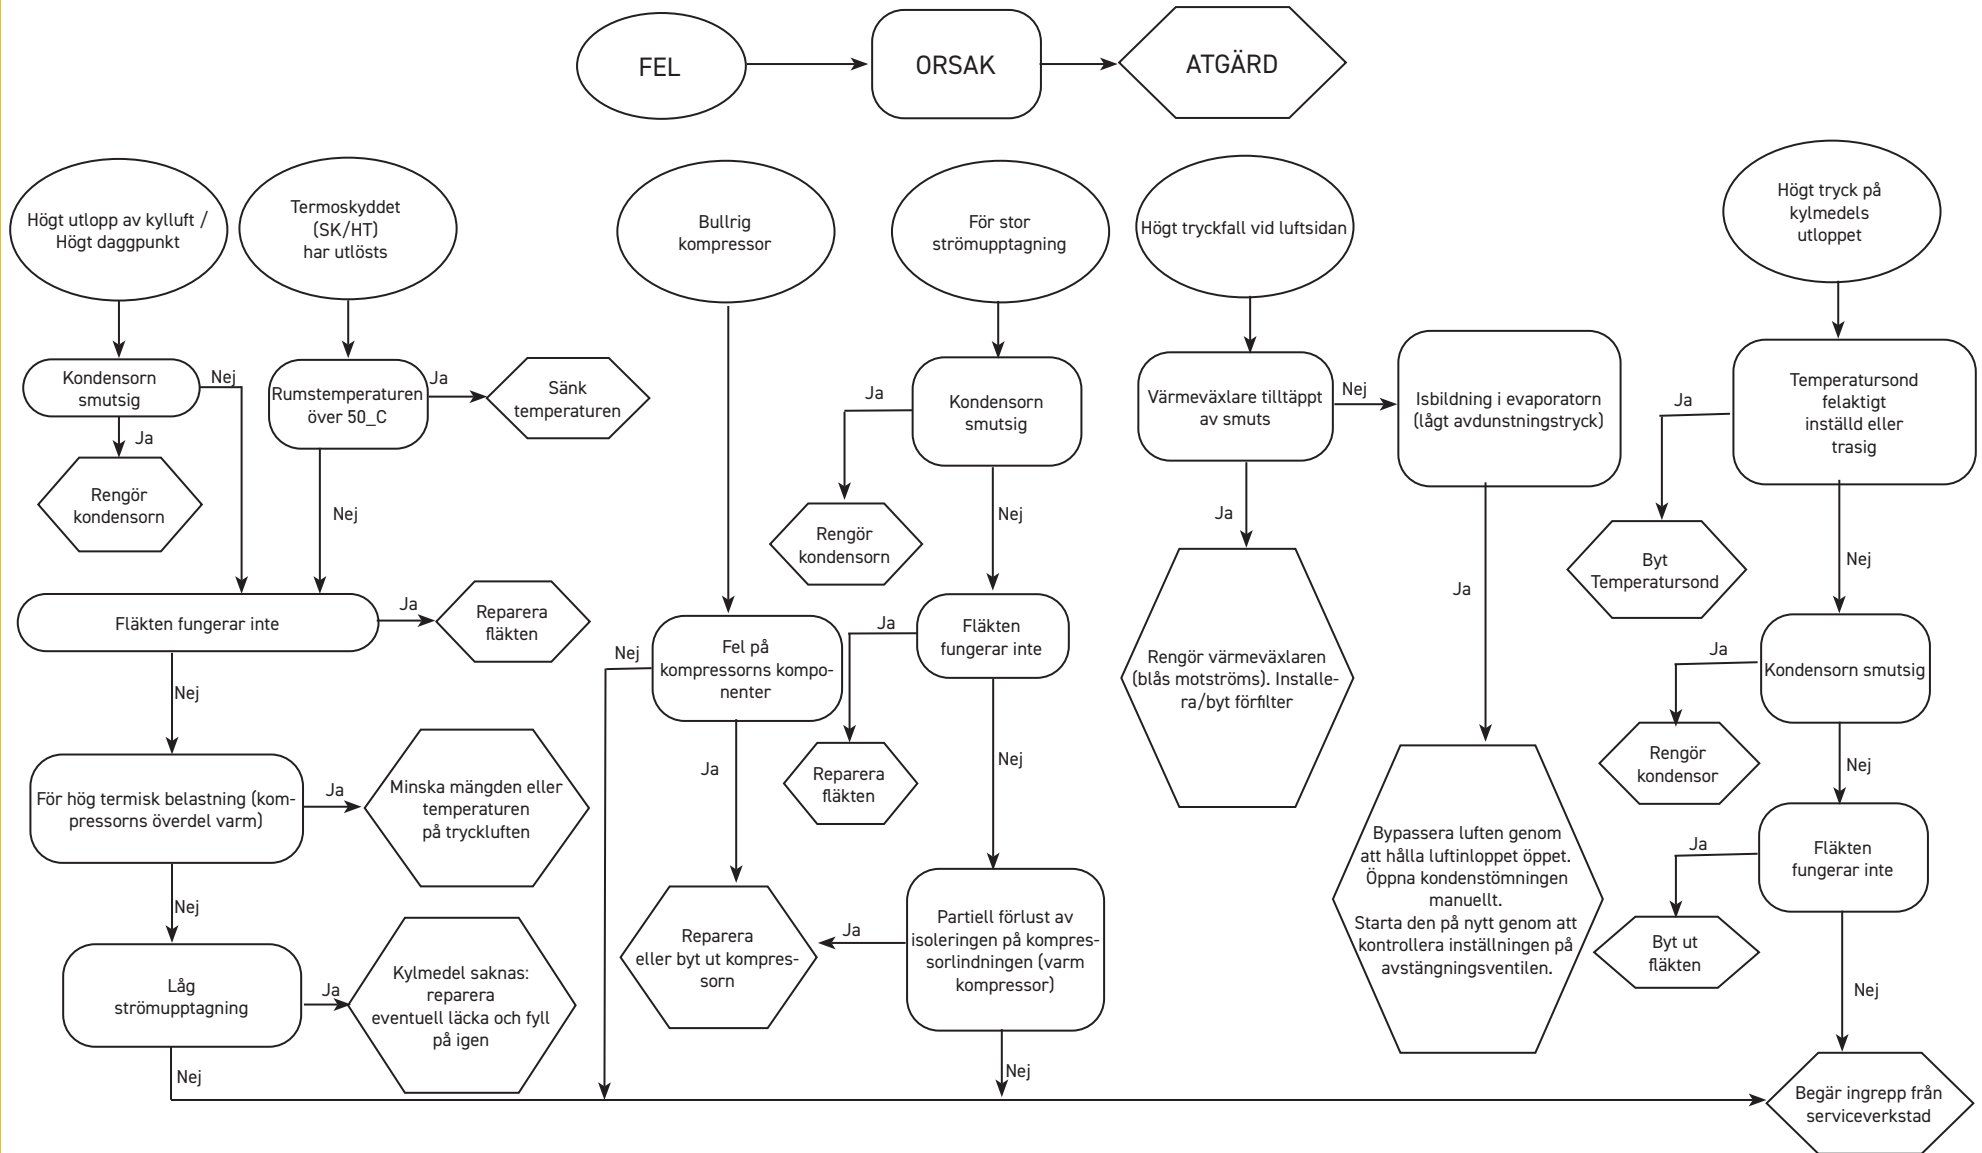 FEL
ORSAK
ATGÄRD
Högt utlopp av kylluft /
Högt daggpunkt
Termoskyddet
(SK/HT)
har utlösts
Bullrig
kompressor
För stor
strömupptagning
Högt tryckfall vid luftsidan
Högt tryck på
kylmedels
utloppet
Kondensorn
smutsig
Nej
Ja
Rengör
kondensorn
Rumstemperaturen
över 50_C
Ja
Sänk
temperaturen
Nej
Fläkten fungerar inte
Ja
Reparera
fläkten
Nej
För hög termisk belastning (kom-
pressorns överdel varm)
Ja
Minska mängden eller
temperaturen
på tryckluften
Nej
Låg
strömupptagning
Ja
Kylmedel saknas:
reparera
eventuell läcka och fyll
på igen
Nej
Fel på
kompressorns kompo-
nenter
Nej
Ja
Reparera
eller byt ut kompres-
sorn
Kondensorn
smutsig
Ja
Rengör
kondensorn
Nej
Fläkten
fungerar inte
Ja
Reparera
fläkten
Nej
Partiell förlust av
isoleringen på kompres-
sorlindningen (varm
kompressor)
Ja
Nej
Värmeväxlare tilltäppt
av smuts
Nej
Ja
Rengör värmeväxlaren
(blås motströms). Installe-
ra/byt förfilter
Isbildning i evaporatorn
(lågt avdunstningstryck)
Ja
Bypassera luften genom
att hålla luftinloppet öppet.
Öppna kondenstömningen
manuellt.
Starta den på nytt genom att
kontrollera inställningen på
avstängningsventilen.
Temperatursond
felaktigt
inställd eller
trasig
Ja
Byt
Temperatursond
Nej
Kondensorn smutsig
Ja
Rengör
kondensor
Nej
Fläkten
fungerar inte
Ja
Byt ut
fläkten
Nej
Begär ingrepp från
serviceverkstad